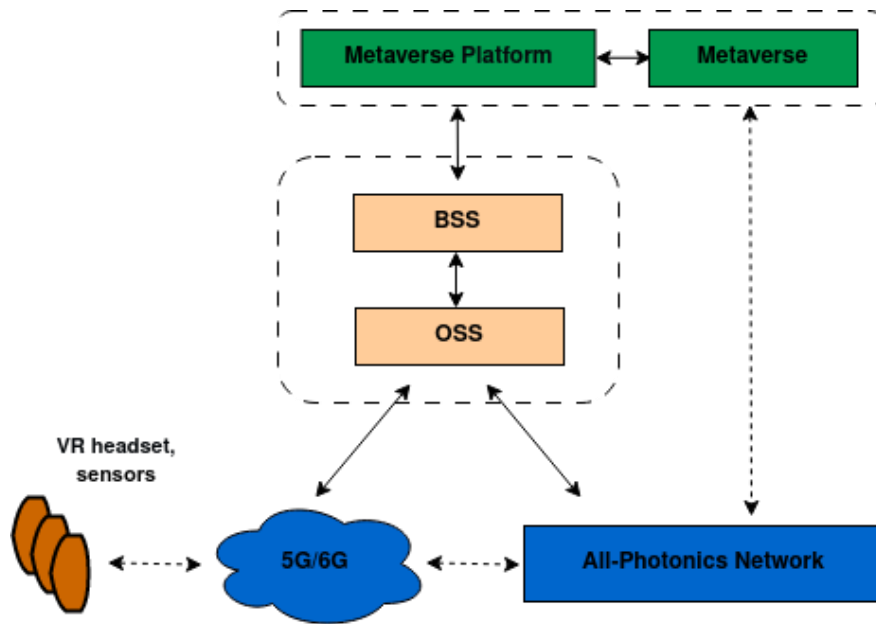 Metaverse Platform
Metaverse
BSS
OSS
VR headset,
sensors
5G/6G
All-Photonics Network